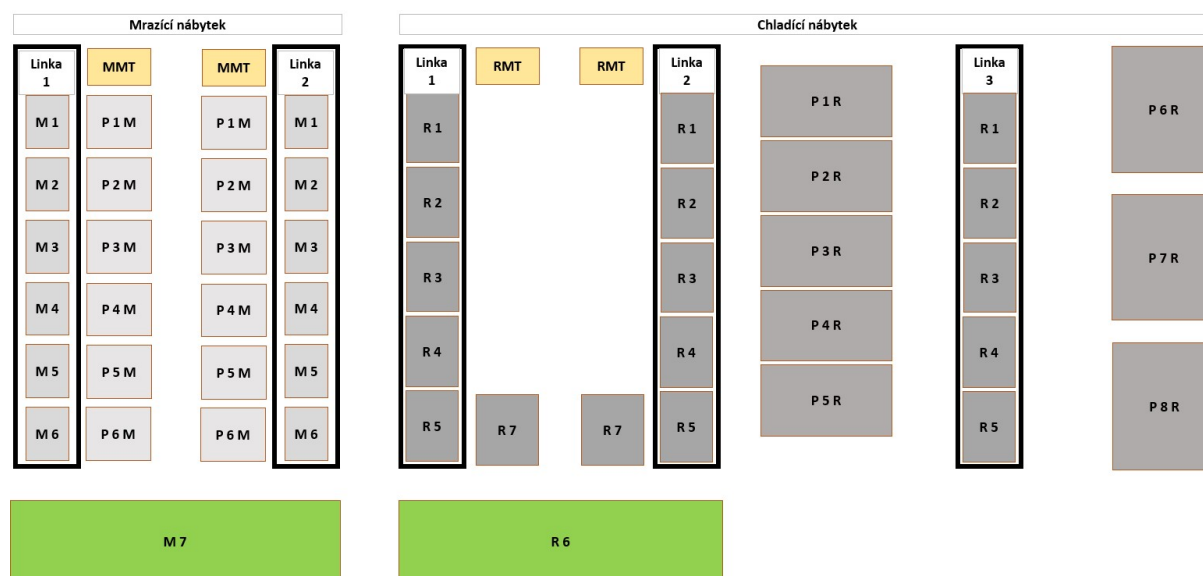 Mrazící nábytek
Chladící nábytek
Linka
1
MMT
MMT
Linka
2
Linka
1
RMT
RMT
Linka
2
Linka
3
M 1
P 1 M
P 1 M
M 1
R 1
R 1
P 1 R
R 1
P 6 R
M 2
P 2 M
P 2 M
M 2
R 2
R 2
P 2 R
R 2
M 3
P 3 M
P 3 M
M 3
R 3
R 3
P 3 R
R 3
P 7 R
M 4
P 4 M
P 4 M
M 4
R 4
R 4
P 4 R
R 4
M 5
P 5 M
P 5 M
M 5
P 5 R
P 8 R
M 6
P 6 M
P 6 M
M 6
R 5
R 7
R 7
R 5
R 5
M 7
R 6